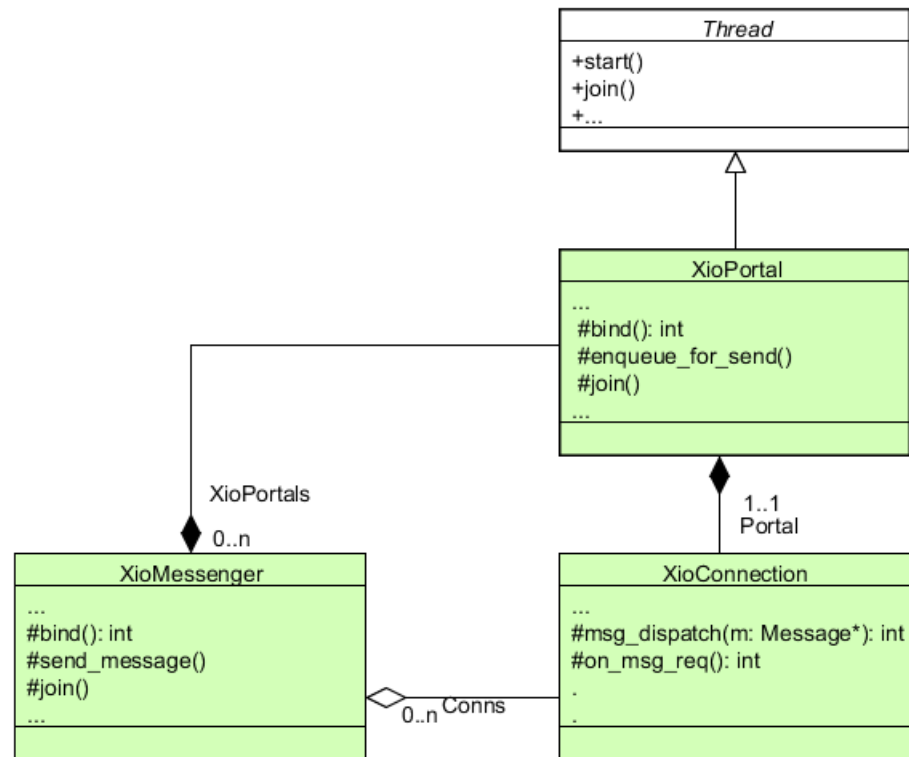 Thread
+start()
+join()
+...
XioPortal
...
#bind(): int
#enqueue_for_send()
#join()
...
XioPortals
0..n
1..1
Portal
XioMessenger
...
#bind(): int
#send_message()
#join()
...
0..n
Conns
XioConnection
...
#msg_dispatch(m: Message*): int
#on_msg_req(): int
.
.